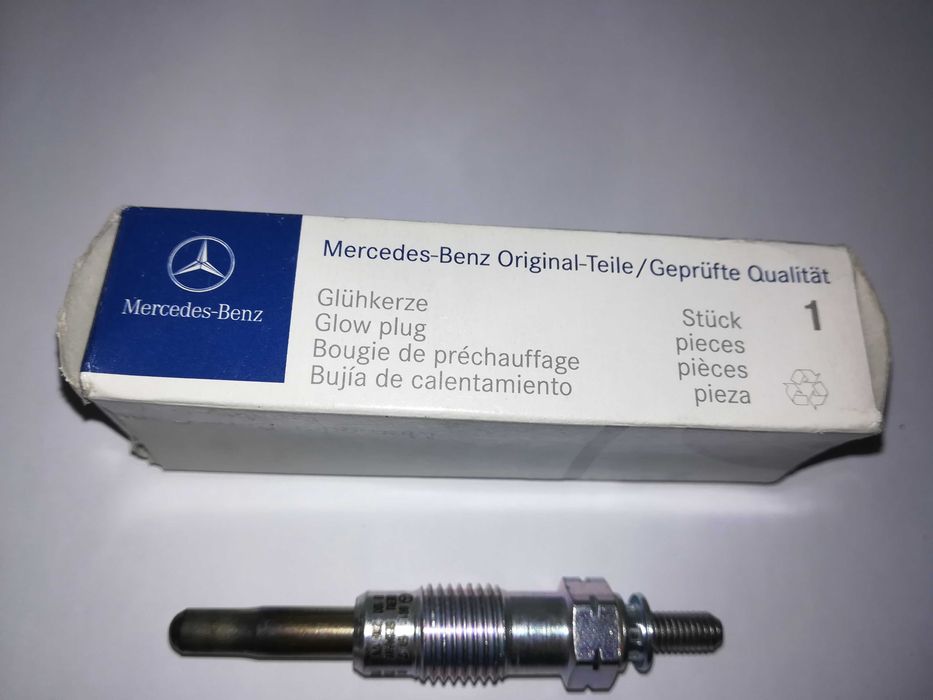 Mercedes-Benz
Mercedes-Benz Original-Teile/Geprüfte Qualität
Glühkerze
Glow plug
Bougie de préchauffage
Bujía de calentamiento
Stück
pieces
pièces
pieza
1